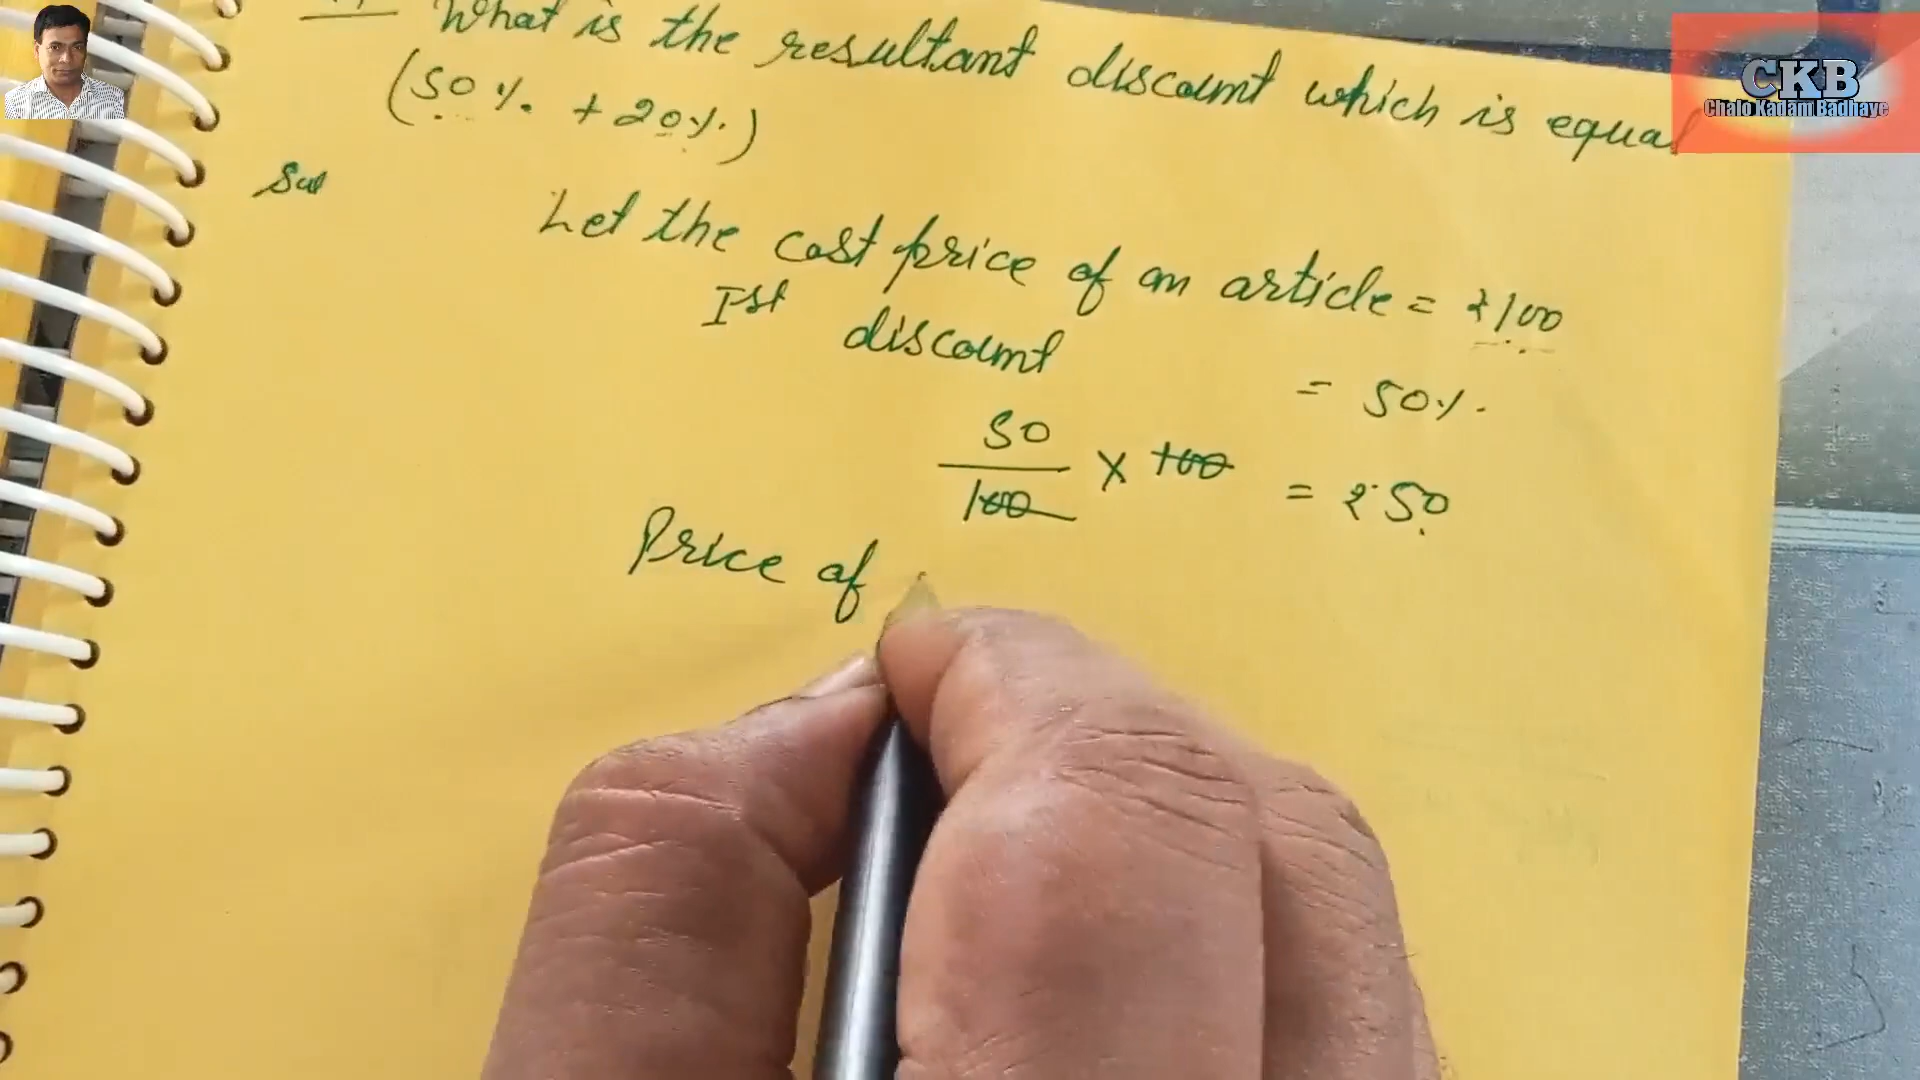 What is the resultant discount which is equal
(50% + 20%)
Sol
Let the cost price of an article = ₹100
Ist discount = 50%
50
100 × 100 = ₹50
Price of
CKB
Chalo Kadam Badhaye